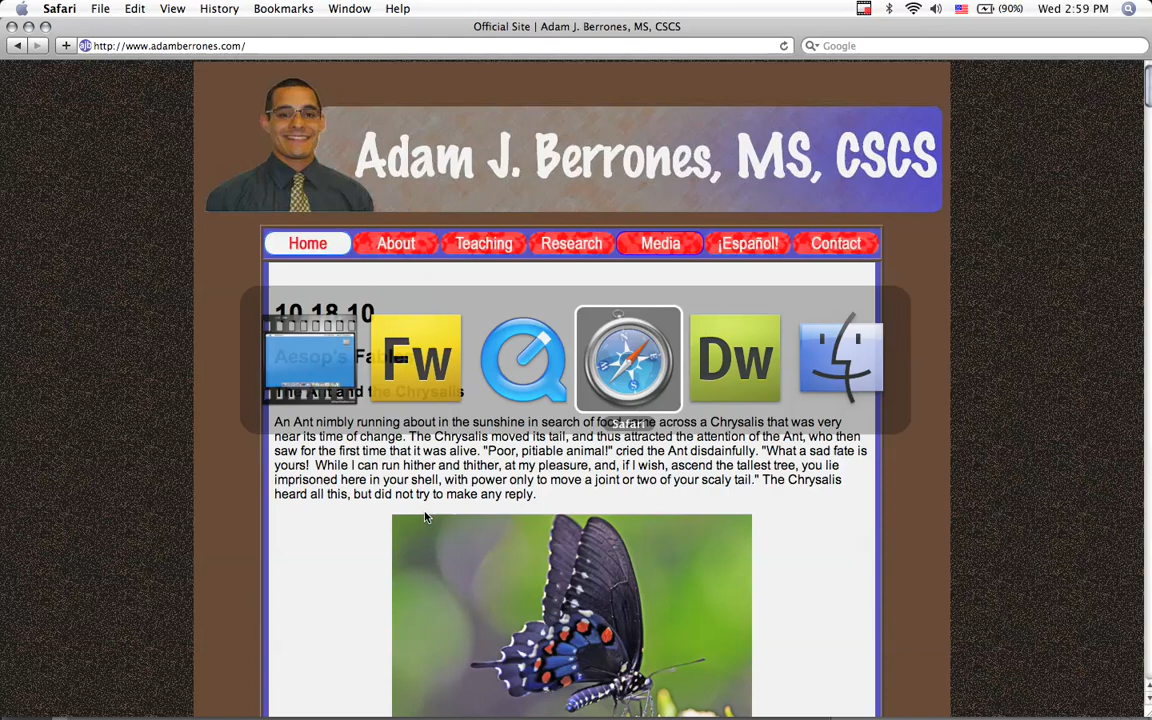 Safari File Edit View History Bookmarks Window Help (90%) Wed 2:59 PM
Official Site | Adam J. Berrones, MS, CSCS
http://www.adamberrones.com/ Google
Adam J. Berrones, MS, CSCS
Home About Teaching Research Media ¡Español! Contact
10.18.10
Aesop's Fables
The Ant and the Chrysalis
Fw Dw
Safari
An Ant nimbly running about in the sunshine in search of food came across a Chrysalis that was very
near its time of change. The Chrysalis moved its tail, and thus attracted the attention of the Ant, who then
saw for the first time that it was alive. "Poor, pitiable animal!" cried the Ant disdainfully. "What a sad fate is
yours! While I can run hither and thither, at my pleasure, and, if I wish, ascend the tallest tree, you lie
imprisoned here in your shell, with power only to move a joint or two of your scaly tail." The Chrysalis
heard all this, but did not try to make any reply.